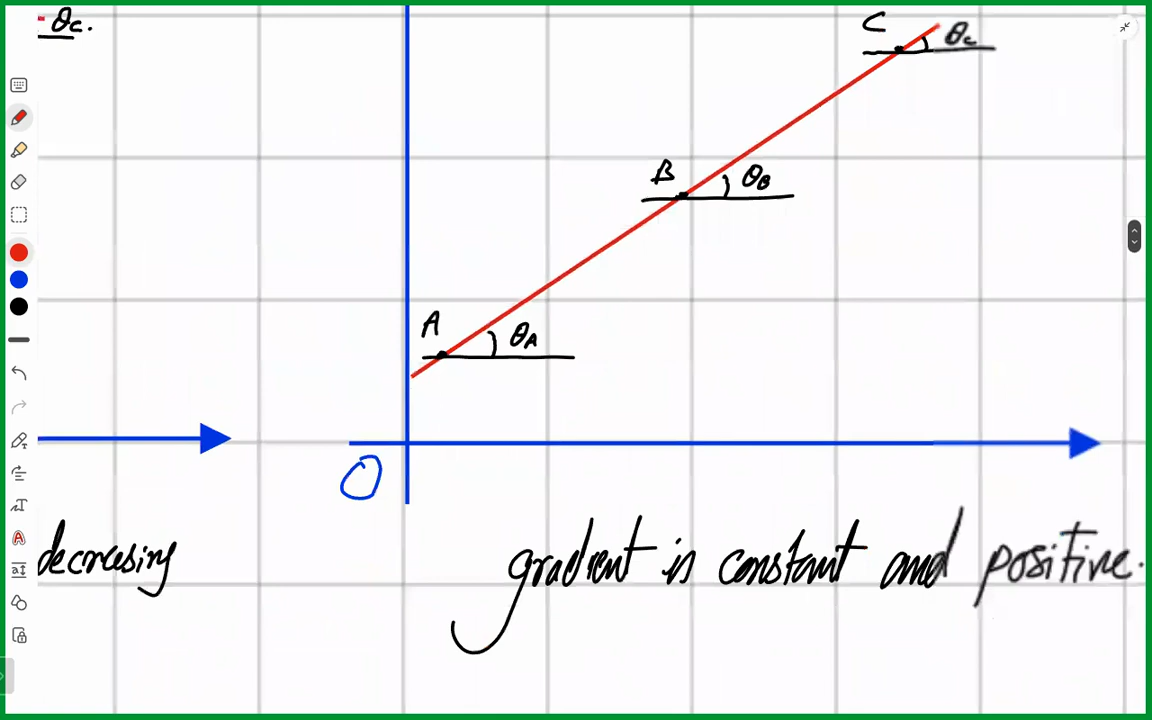 θc.
C
θc
B
θB
A
θA
O
decreasing
gradient is constant and positive.